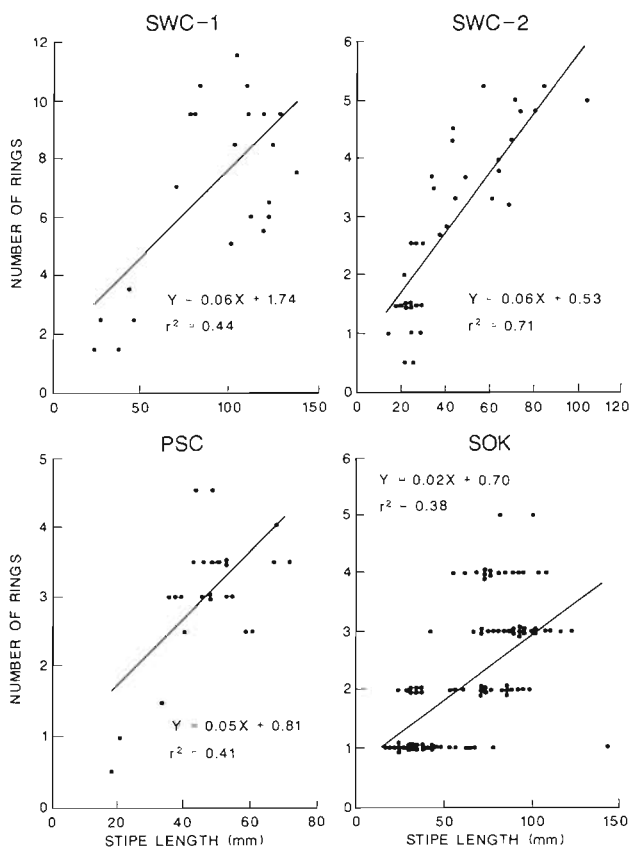 SWC-1
SWC-2
12
10
8
6
4
2
0
NUMBER OF RINGS
Y = 0.06X + 1.74
r² = 0.44
0
50
100
150
6
5
4
3
2
1
0
Y = 0.06X + 0.53
r² = 0.71
0
20
40
60
80
100
120
PSC
SOK
5
4
3
2
1
0
NUMBER OF RINGS
Y = 0.05X + 0.81
r² = 0.41
0
20
40
60
80
STIPE LENGTH (mm)
6
5
4
3
2
1
0
Y = 0.02X + 0.70
r² = 0.38
0
50
100
150
STIPE LENGTH (mm)